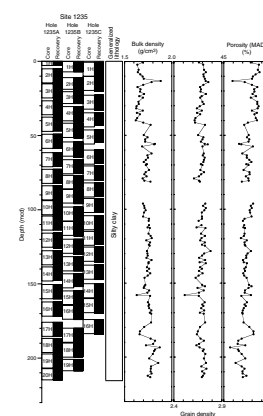 Site 1235
Hole 1235A
Hole 1235B
Hole 1235C
Core
Recovery
Core
Recovery
Core
Recovery
Generalized lithology
Bulk density (g/cm³)
Porosity (MAD) (%)
1.5
2.0
45
0
50
100
150
200
Depth (mcd)
Silty clay
1H
2H
3H
4H
5H
6H
7H
8H
9H
10H
11H
12H
13H
14H
15H
16H
17H
18H
19H
20H
1H
2H
3H
4H
5H
6H
7H
8H
9H
10H
11H
12H
13H
14H
15H
16H
17H
18H
19H
1H
2H
3H
4H
5H
6H
7H
8H
9H
10H
11H
12H
13H
14H
15H
16H
2.4
2.9
Grain density